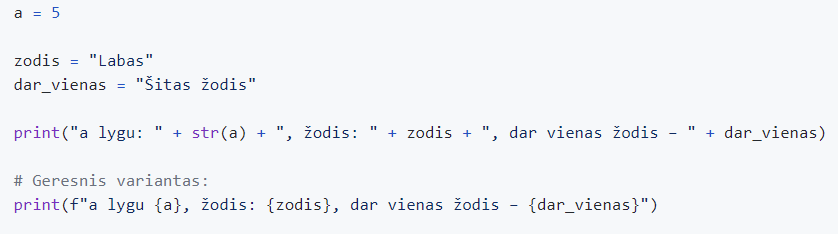 a = 5
zodis = "Labas"
dar_vienas = "Šitas žodis"
print("a lygu: " + str(a) + ", žodis: " + zodis + ", dar vienas žodis – " + dar_vienas)
# Geresnis variantas:
print(f"a lygu {a}, žodis: {zodis}, dar vienas žodis – {dar_vienas}")